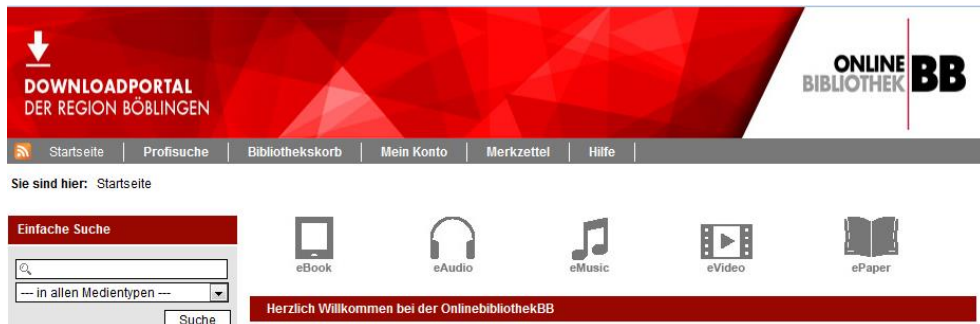 DOWNLOADPORTAL
DER REGION BÖBLINGEN
ONLINE
BIBLIOTHEK BB
Startseite Profisuche Bibliothekskorb Mein Konto Merkzettel Hilfe
Sie sind hier: Startseite
Einfache Suche
--- in allen Medientypen ---
Suche
eBook eAudio eMusic eVideo ePaper
Herzlich Willkommen bei der OnlinebibliothekBB